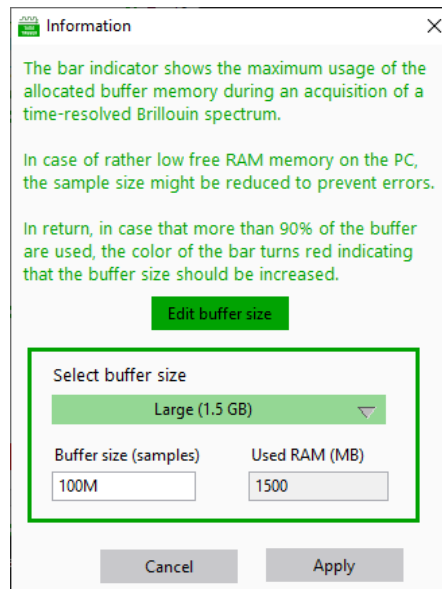 Information
The bar indicator shows the maximum usage of the
allocated buffer memory during an acquisition of a
time-resolved Brillouin spectrum.
In case of rather low free RAM memory on the PC,
the sample size might be reduced to prevent errors.
In return, in case that more than 90% of the buffer
are used, the color of the bar turns red indicating
that the buffer size should be increased.
Edit buffer size
Select buffer size
Large (1.5 GB)
Buffer size (samples) Used RAM (MB)
100M 1500
Cancel Apply